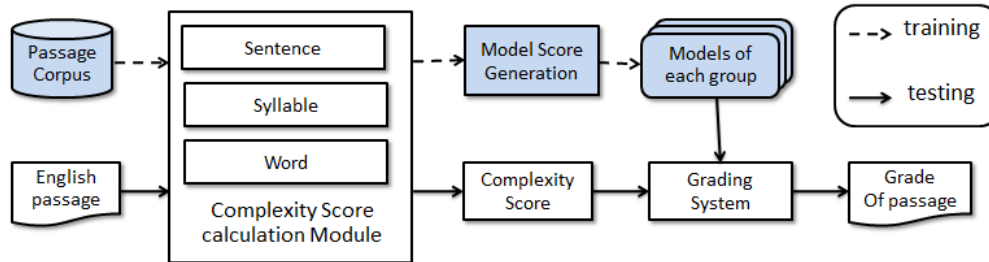 Passage
Corpus
Sentence
Syllable
Word
Complexity Score
calculation Module
Model Score
Generation
Models of
each group
training
testing
English
passage
Complexity
Score
Grading
System
Grade
Of passage